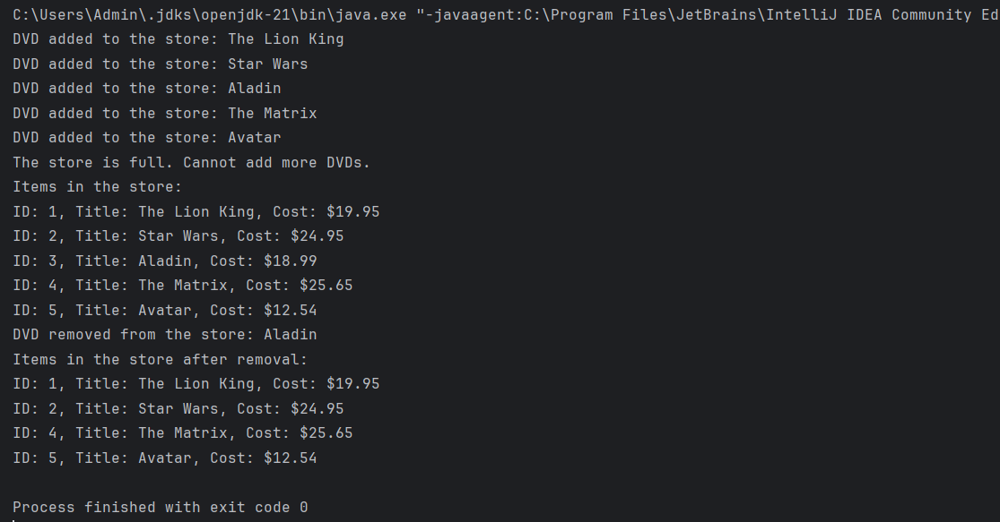 C:\Users\Admin\.jdks\openjdk-21\bin\java.exe "-javaagent:C:\Program Files\JetBrains\IntelliJ IDEA Community Ed
DVD added to the store: The Lion King
DVD added to the store: Star Wars
DVD added to the store: Aladin
DVD added to the store: The Matrix
DVD added to the store: Avatar
The store is full. Cannot add more DVDs.
Items in the store:
ID: 1, Title: The Lion King, Cost: $19.95
ID: 2, Title: Star Wars, Cost: $24.95
ID: 3, Title: Aladin, Cost: $18.99
ID: 4, Title: The Matrix, Cost: $25.65
ID: 5, Title: Avatar, Cost: $12.54
DVD removed from the store: Aladin
Items in the store after removal:
ID: 1, Title: The Lion King, Cost: $19.95
ID: 2, Title: Star Wars, Cost: $24.95
ID: 4, Title: The Matrix, Cost: $25.65
ID: 5, Title: Avatar, Cost: $12.54
Process finished with exit code 0